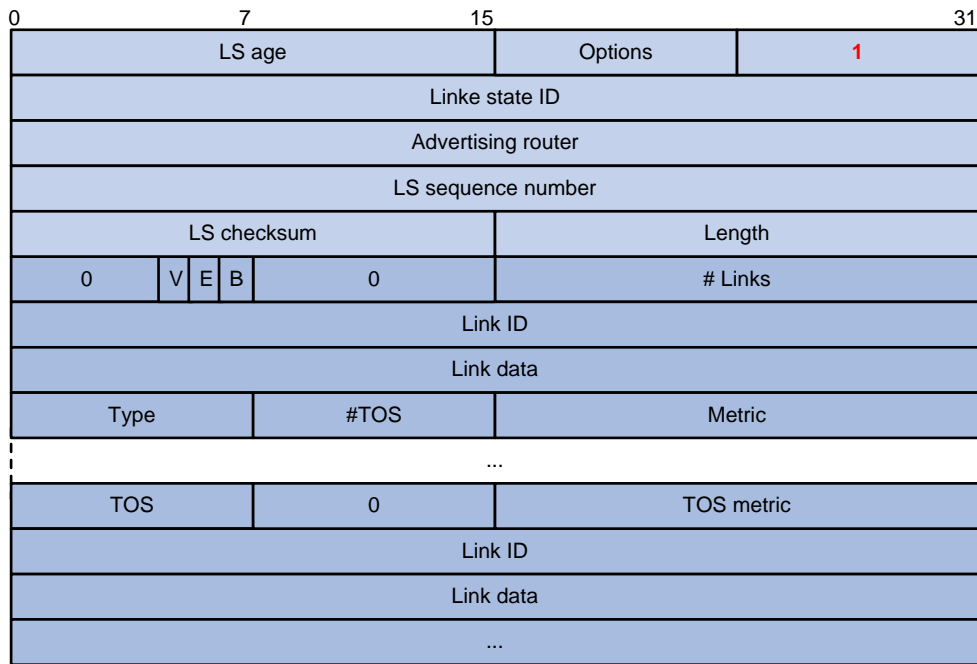 0 7 15 31
LS age Options 1
Linke state ID
Advertising router
LS sequence number
LS checksum Length
0 V E B 0 # Links
Link ID
Link data
Type #TOS Metric
...
TOS 0 TOS metric
Link ID
Link data
...